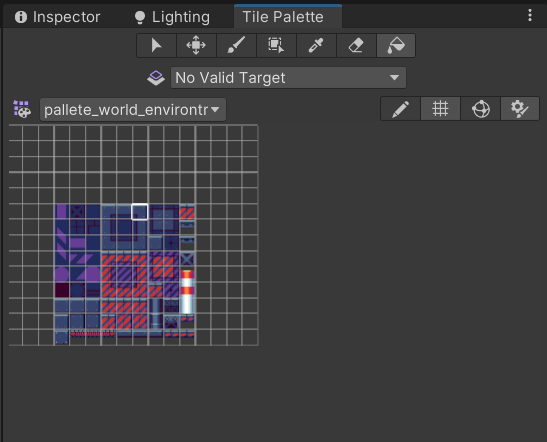 Inspector
Lighting
Tile Palette
No Valid Target
pallete_world_environtr